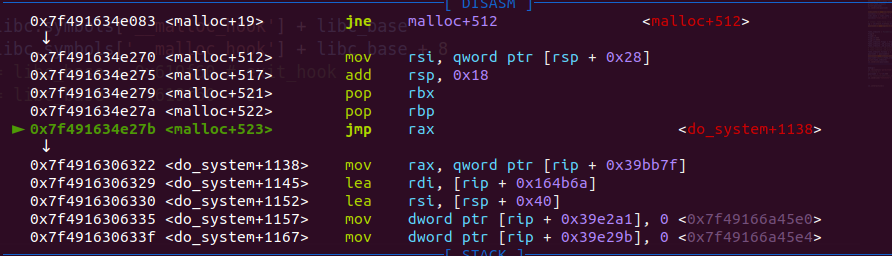 [ DISASM ]
0x7f491634e083 <malloc+19> jne malloc+512 <malloc+512>
↓
0x7f491634e270 <malloc+512> mov rsi, qword ptr [rsp + 0x28]
0x7f491634e275 <malloc+517> add rsp, 0x18
0x7f491634e279 <malloc+521> pop rbx
0x7f491634e27a <malloc+522> pop rbp
► 0x7f491634e27b <malloc+523> jmp rax <do_system+1138>
↓
0x7f4916306322 <do_system+1138> mov rax, qword ptr [rip + 0x39bb7f]
0x7f4916306329 <do_system+1145> lea rdi, [rip + 0x164b6a]
0x7f4916306330 <do_system+1152> lea rsi, [rsp + 0x40]
0x7f4916306335 <do_system+1157> mov dword ptr [rip + 0x39e2a1], 0 <0x7f49166a45e0>
0x7f491630633f <do_system+1167> mov dword ptr [rip + 0x39e29b], 0 <0x7f49166a45e4>
[ STACK ]